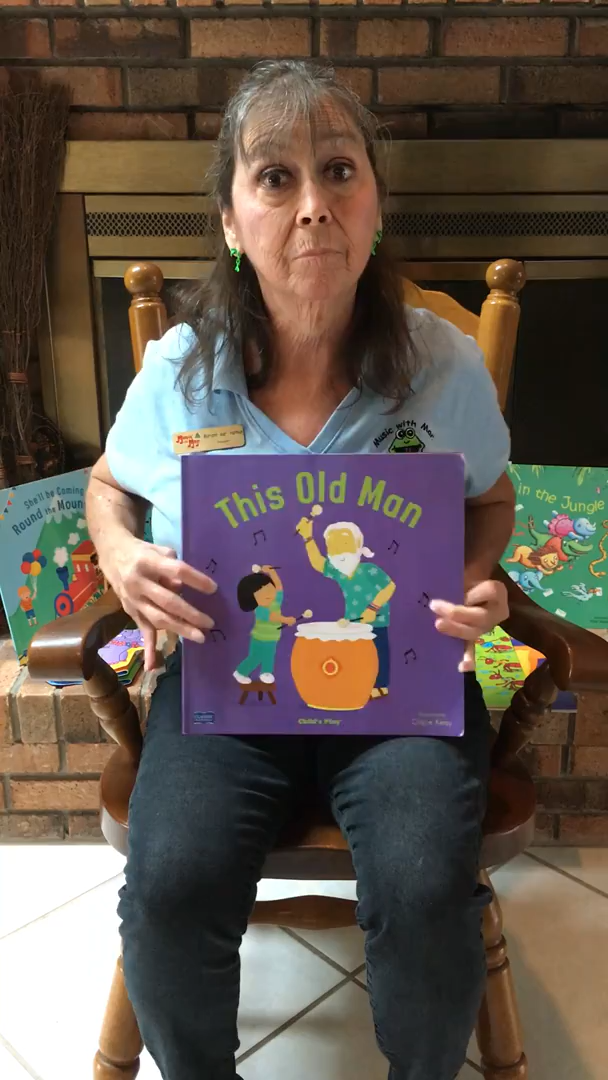 Music with Mar
This Old Man
Child's Play
She'll be Coming
Round the Moun
in the Jungle